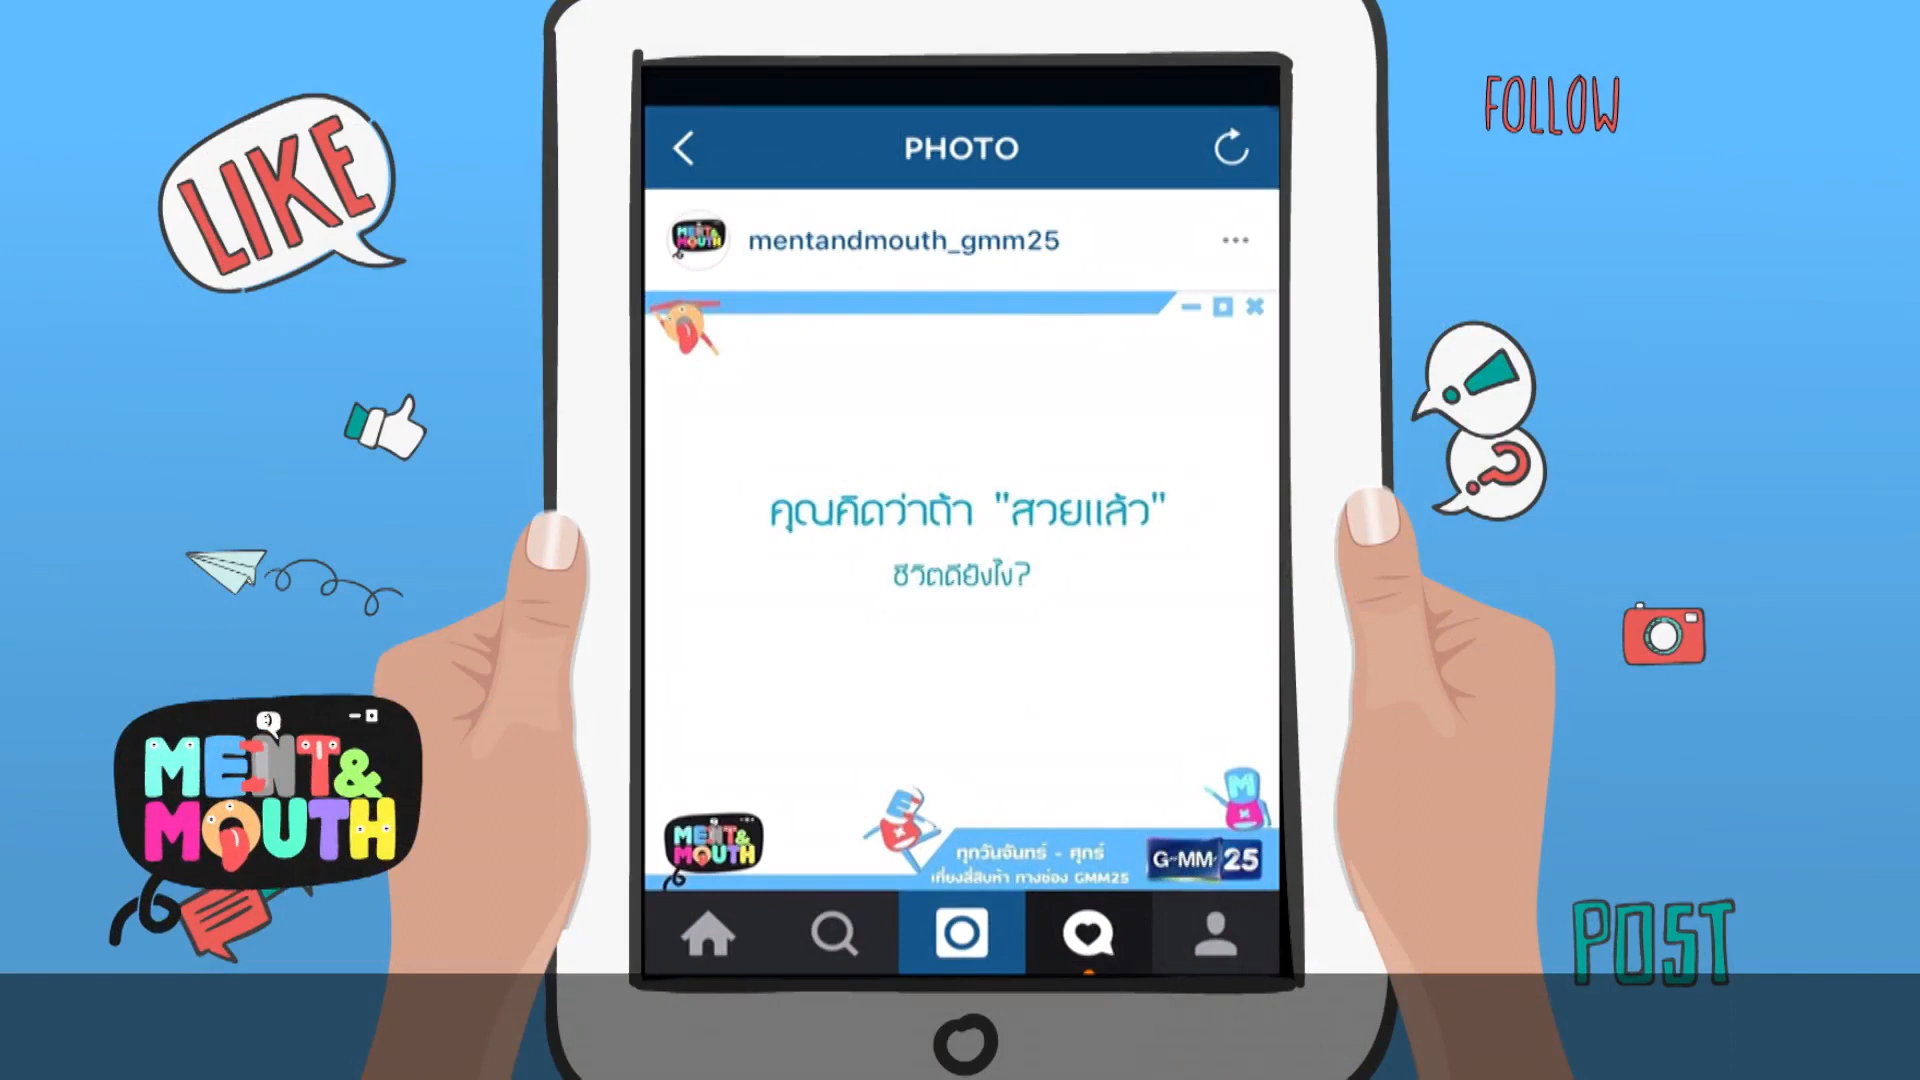 LIKE
FOLLOW
PHOTO
MENT&
MOUTH
mentandmouth_gmm25
คุณคิดว่าถ้า "สวยแล้ว"
ชีวิตดียังไง?
MENT&
MOUTH
MENT&
MOUTH
ทุกวันจันทร์ - ศุกร์
เที่ยงสี่สิบห้า ทางช่อง GMM25
GMM 25
POST